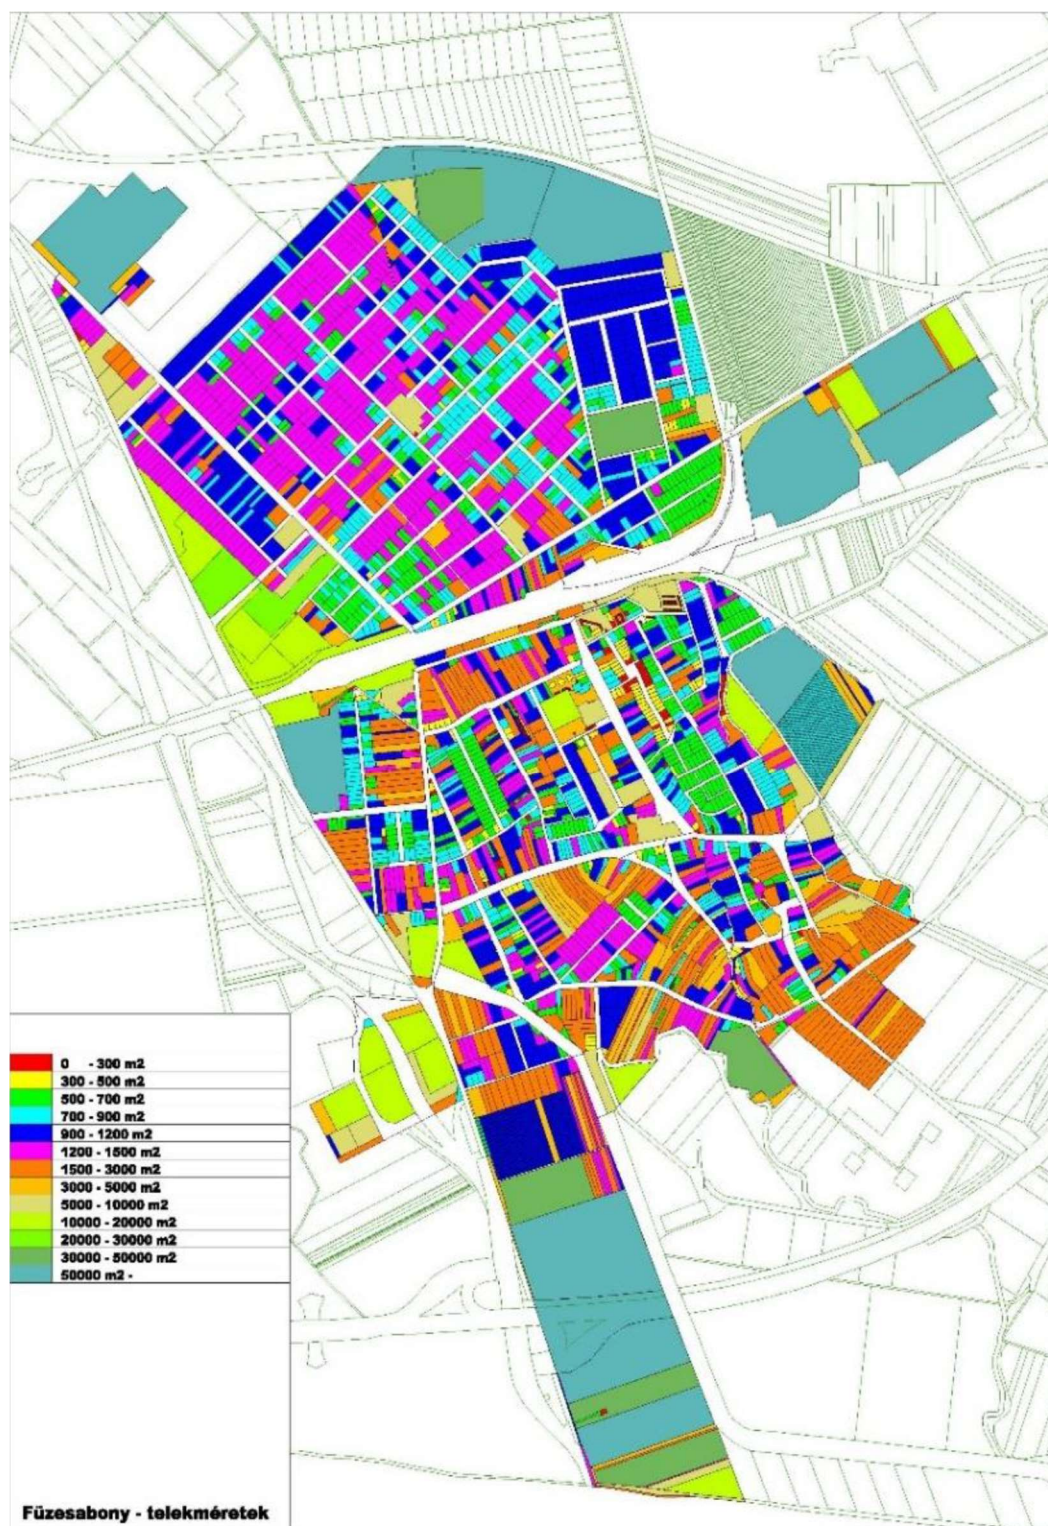 0 - 300 m2
300 - 500 m2
500 - 700 m2
700 - 900 m2
900 - 1200 m2
1200 - 1500 m2
1500 - 3000 m2
3000 - 5000 m2
5000 - 10000 m2
10000 - 20000 m2
20000 - 30000 m2
30000 - 50000 m2
50000 m2 -
Füzesabony - telekméretek